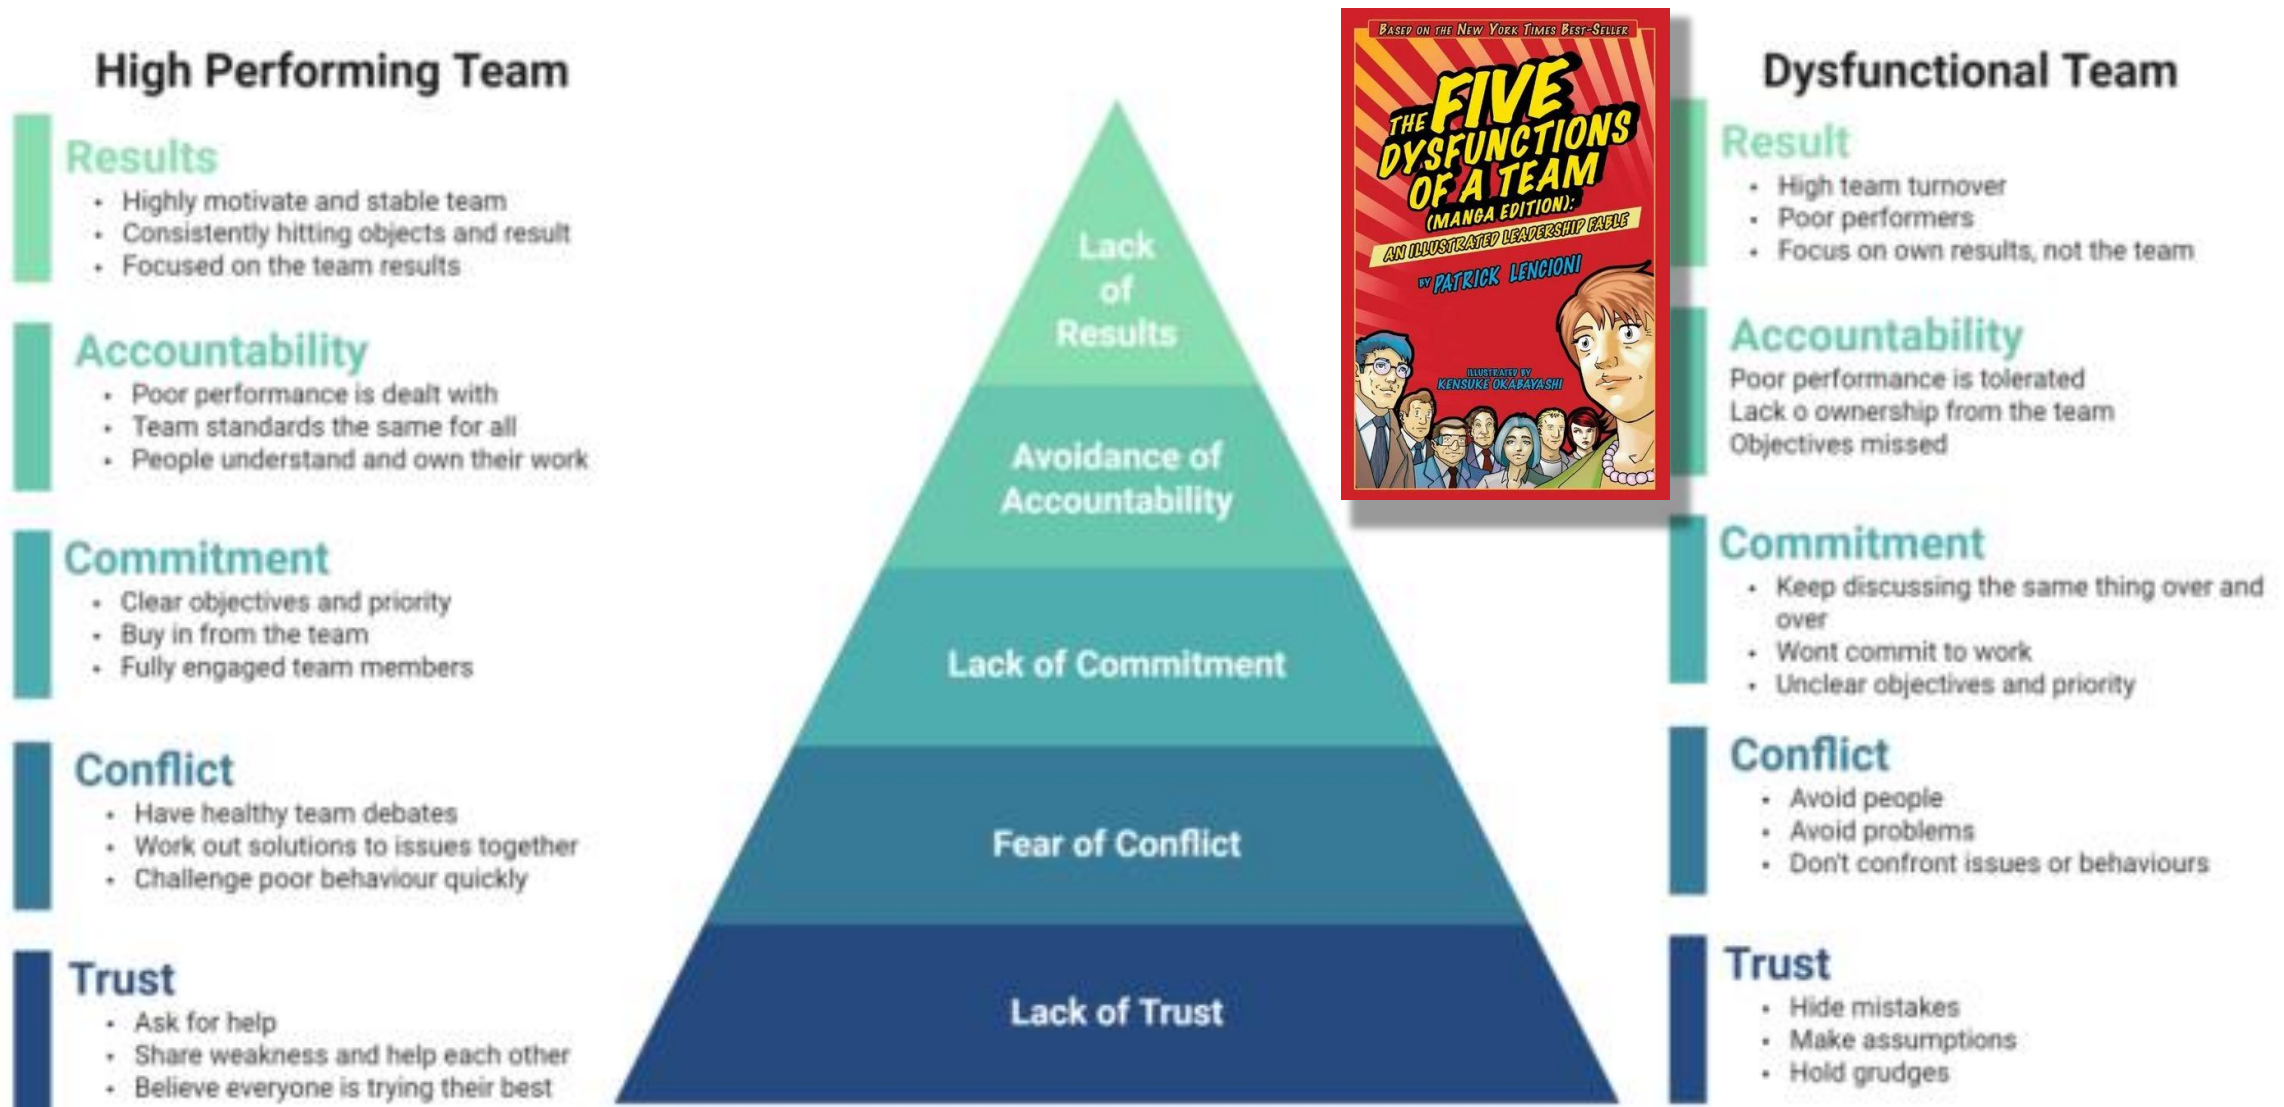 High Performing Team
Results
• Highly motivate and stable team
• Consistently hitting objects and result
• Focused on the team results
Accountability
• Poor performance is dealt with
• Team standards the same for all
• People understand and own their work
Commitment
• Clear objectives and priority
• Buy in from the team
• Fully engaged team members
Conflict
• Have healthy team debates
• Work out solutions to issues together
• Challenge poor behaviour quickly
Trust
• Ask for help
• Share weakness and help each other
• Believe everyone is trying their best
Lack
of
Results
Avoidance of
Accountability
Lack of Commitment
Fear of Conflict
Lack of Trust
BASED ON THE NEW YORK TIMES BEST-SELLER
THE FIVE
DYSFUNCTIONS
OF A TEAM
(MANGA EDITION):
AN ILLUSTRATED LEADERSHIP FABLE
BY PATRICK LENCIONI
ILLUSTRATED BY
KENSUKE OKABAYASHI
Dysfunctional Team
Result
• High team turnover
• Poor performers
• Focus on own results, not the team
Accountability
Poor performance is tolerated
Lack o ownership from the team
Objectives missed
Commitment
• Keep discussing the same thing over and
over
• Wont commit to work
• Unclear objectives and priority
Conflict
• Avoid people
• Avoid problems
• Don't confront issues or behaviours
Trust
• Hide mistakes
• Make assumptions
• Hold grudges